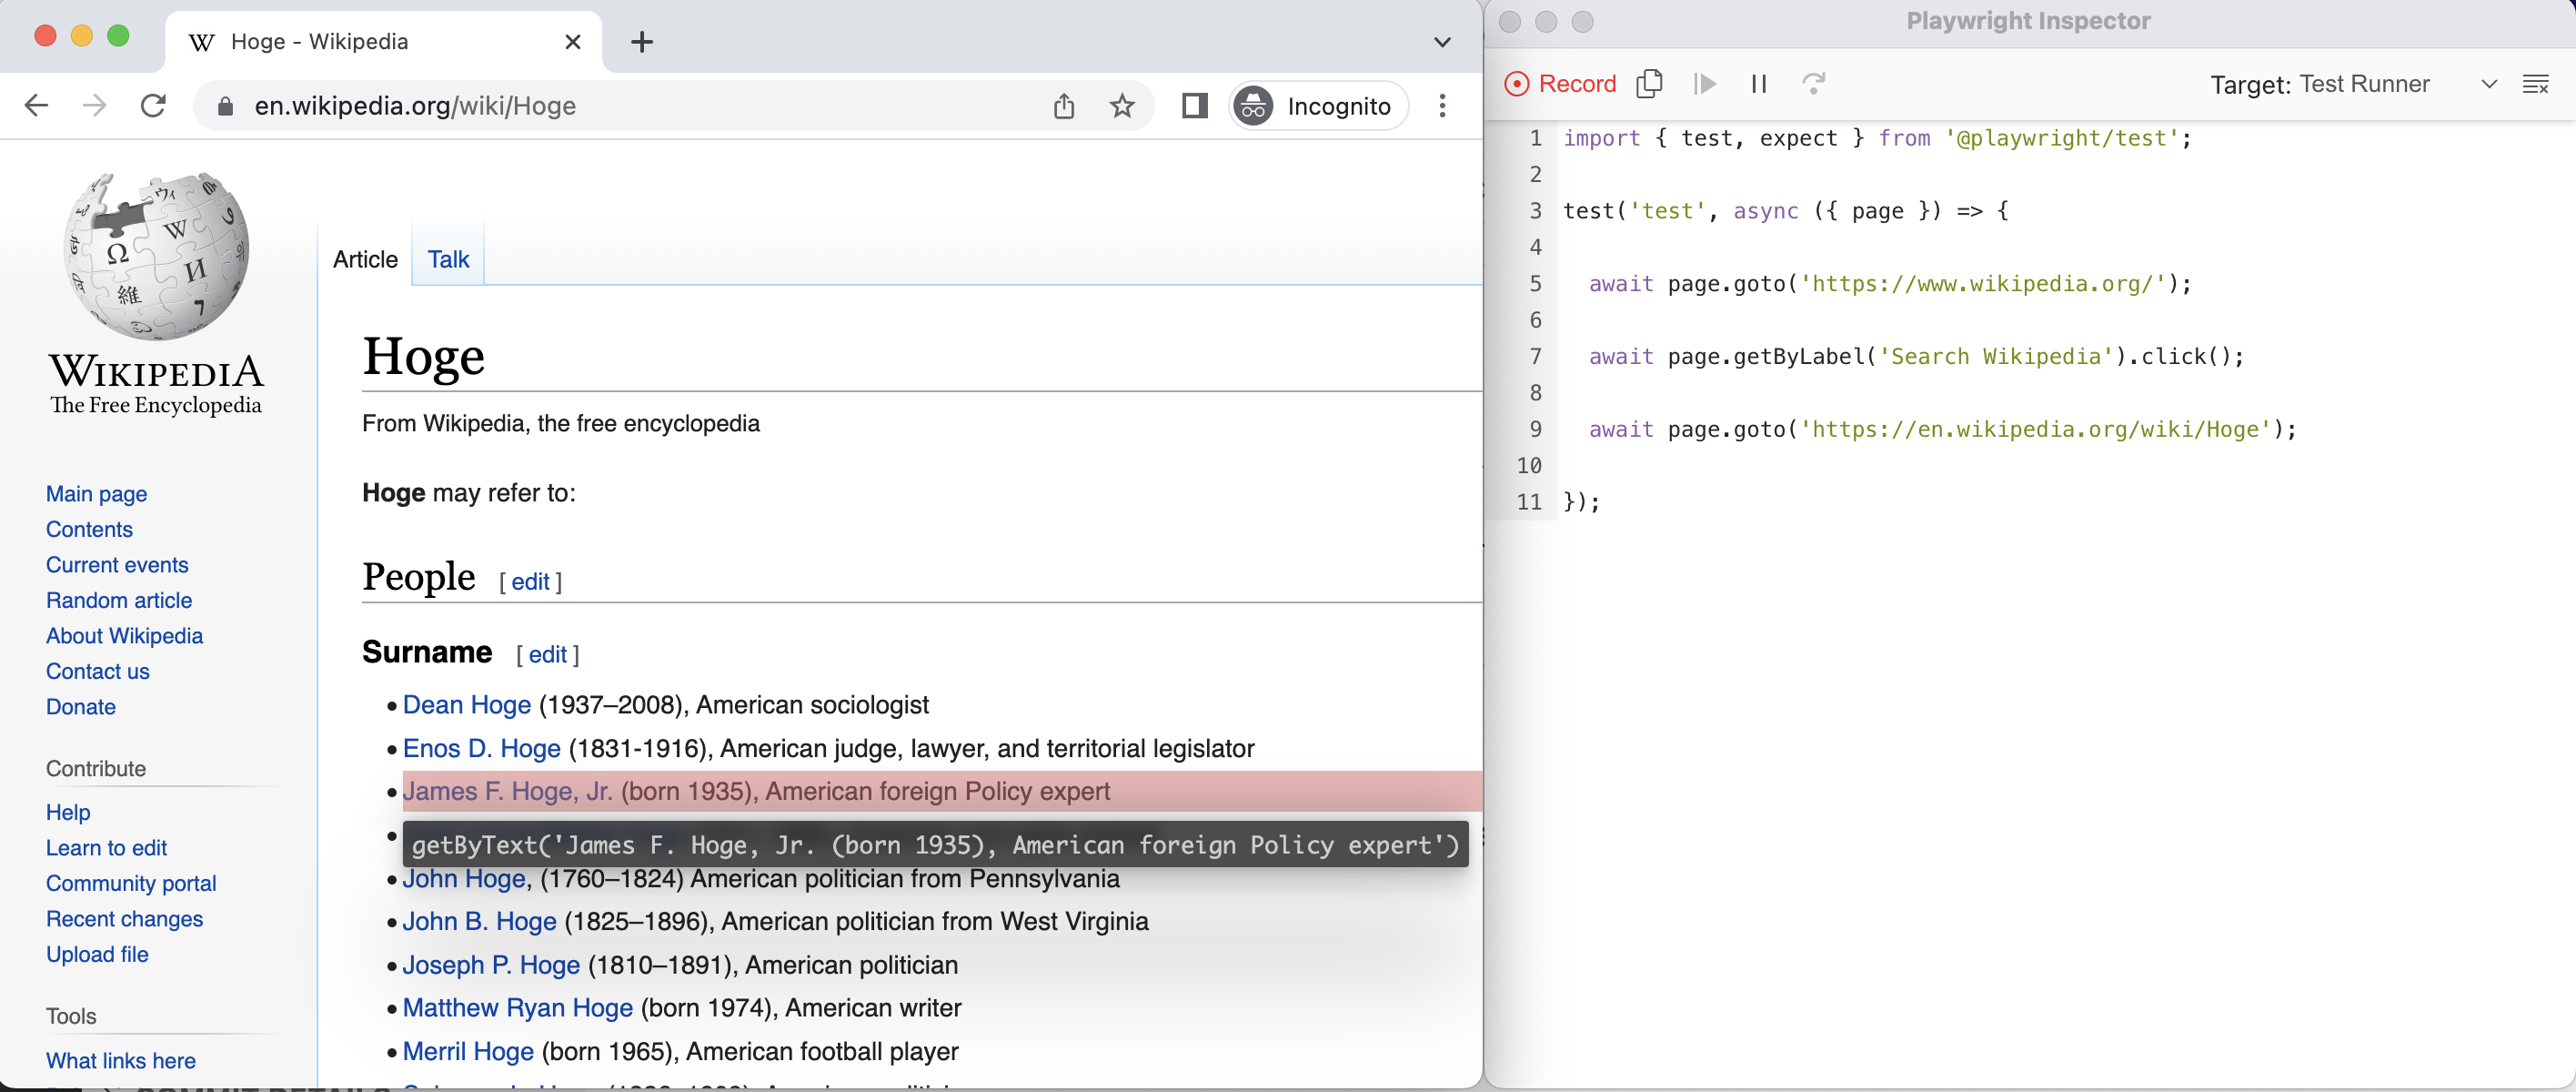 Hoge - Wikipedia
en.wikipedia.org/wiki/Hoge
Incognito
WIKIPEDIA
The Free Encyclopedia
Main page
Contents
Current events
Random article
About Wikipedia
Contact us
Donate
Contribute
Help
Learn to edit
Community portal
Recent changes
Upload file
Tools
What links here
Article
Talk
Hoge
From Wikipedia, the free encyclopedia
Hoge may refer to:
People [ edit ]
Surname [ edit ]
Dean Hoge (1937–2008), American sociologist
Enos D. Hoge (1831-1916), American judge, lawyer, and territorial legislator
James F. Hoge, Jr. (born 1935), American foreign Policy expert
getByText('James F. Hoge, Jr. (born 1935), American foreign Policy expert')
John Hoge, (1760–1824) American politician from Pennsylvania
John B. Hoge (1825–1896), American politician from West Virginia
Joseph P. Hoge (1810–1891), American politician
Matthew Ryan Hoge (born 1974), American writer
Merril Hoge (born 1965), American football player
Playwright Inspector
Record
Target: Test Runner
1 import { test, expect } from '@playwright/test';
2
3 test('test', async ({ page }) => {
4
5 await page.goto('https://www.wikipedia.org/');
6
7 await page.getByLabel('Search Wikipedia').click();
8
9 await page.goto('https://en.wikipedia.org/wiki/Hoge');
10
11 });